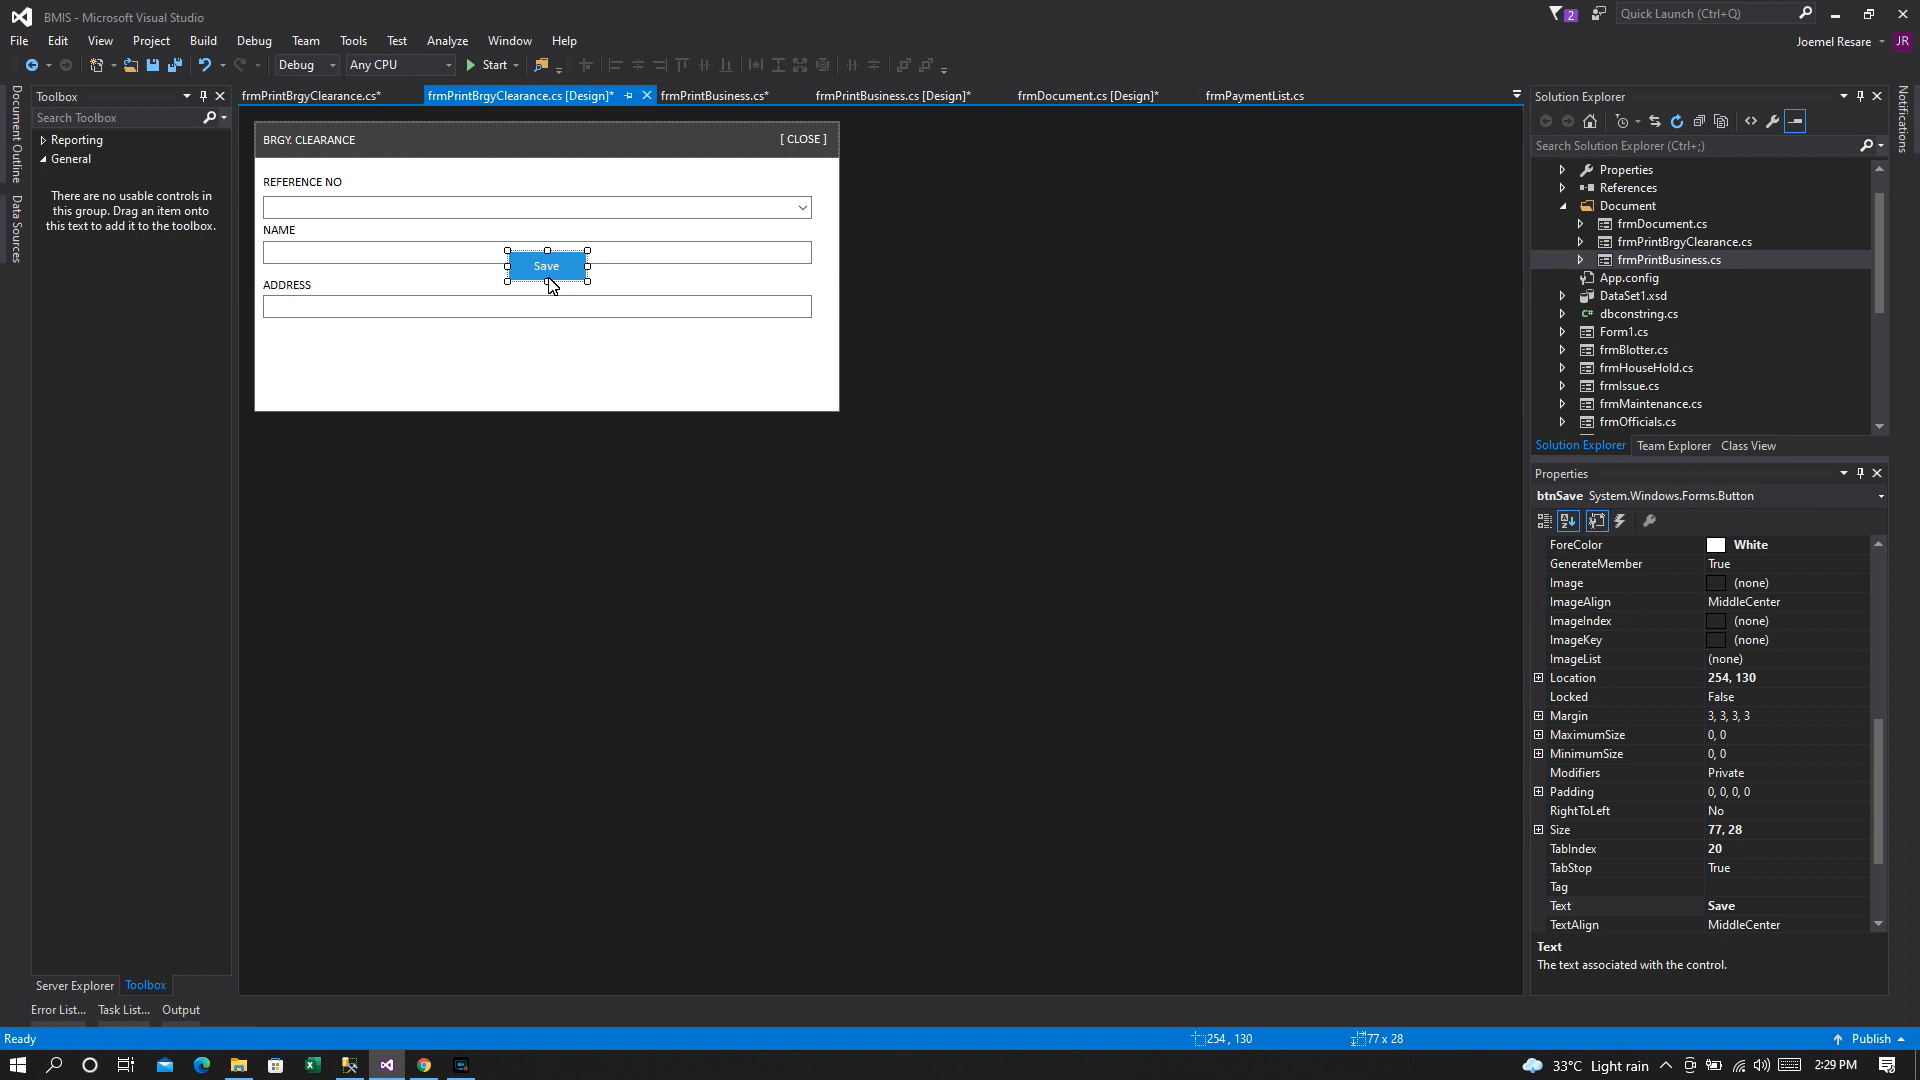 BMIS - Microsoft Visual Studio
2
Quick Launch (Ctrl+Q)
File Edit View Project Build Debug Team Tools Test Analyze Window Help
Joemel Resare JR
Debug Any CPU Start
Document Outline
Data Sources
Toolbox
Search Toolbox
Reporting
General
There are no usable controls in
this group. Drag an item onto
this text to add it to the toolbox.
Server Explorer Toolbox
frmPrintBrgyClearance.cs* frmPrintBrgyClearance.cs [Design]* frmPrintBusiness.cs* frmPrintBusiness.cs [Design]* frmDocument.cs [Design]* frmPaymentList.cs
BRGY. CLEARANCE [ CLOSE ]
REFERENCE NO
NAME
Save
ADDRESS
Solution Explorer
Search Solution Explorer (Ctrl+;)
Properties
References
Document
frmDocument.cs
frmPrintBrgyClearance.cs
frmPrintBusiness.cs
App.config
DataSet1.xsd
C# dbconstring.cs
Form1.cs
frmBlotter.cs
frmHouseHold.cs
frmIssue.cs
frmMaintenance.cs
frmOfficials.cs
Solution Explorer Team Explorer Class View
Notifications
Properties
btnSave System.Windows.Forms.Button
ForeColor White
GenerateMember True
Image (none)
ImageAlign MiddleCenter
ImageIndex (none)
ImageKey (none)
ImageList (none)
Location 254, 130
Locked False
Margin 3, 3, 3, 3
MaximumSize 0, 0
MinimumSize 0, 0
Modifiers Private
Padding 0, 0, 0, 0
RightToLeft No
Size 77, 28
TabIndex 20
TabStop True
Tag
Text Save
TextAlign MiddleCenter
Text
The text associated with the control.
Error List... Task List... Output
Ready 254 , 130 77 x 28 Publish
33°C Light rain 2:29 PM